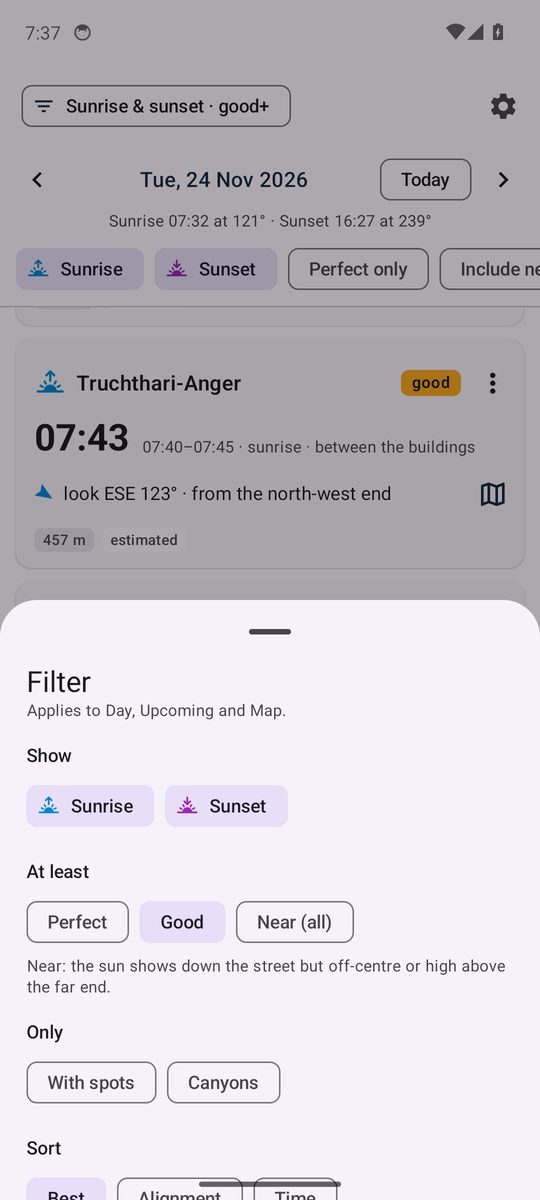 7:37
Sunrise & sunset · good+
Tue, 24 Nov 2026
Today
Sunrise 07:32 at 121° · Sunset 16:27 at 239°
Sunrise
Sunset
Perfect only
Include ne
Truchthari-Anger
good
07:43
07:40–07:45 · sunrise · between the buildings
look ESE 123° · from the north-west end
457 m
estimated
Filter
Applies to Day, Upcoming and Map.
Show
Sunrise
Sunset
At least
Perfect
Good
Near (all)
Near: the sun shows down the street but off-centre or high above
the far end.
Only
With spots
Canyons
Sort
Best
Alignment
Time